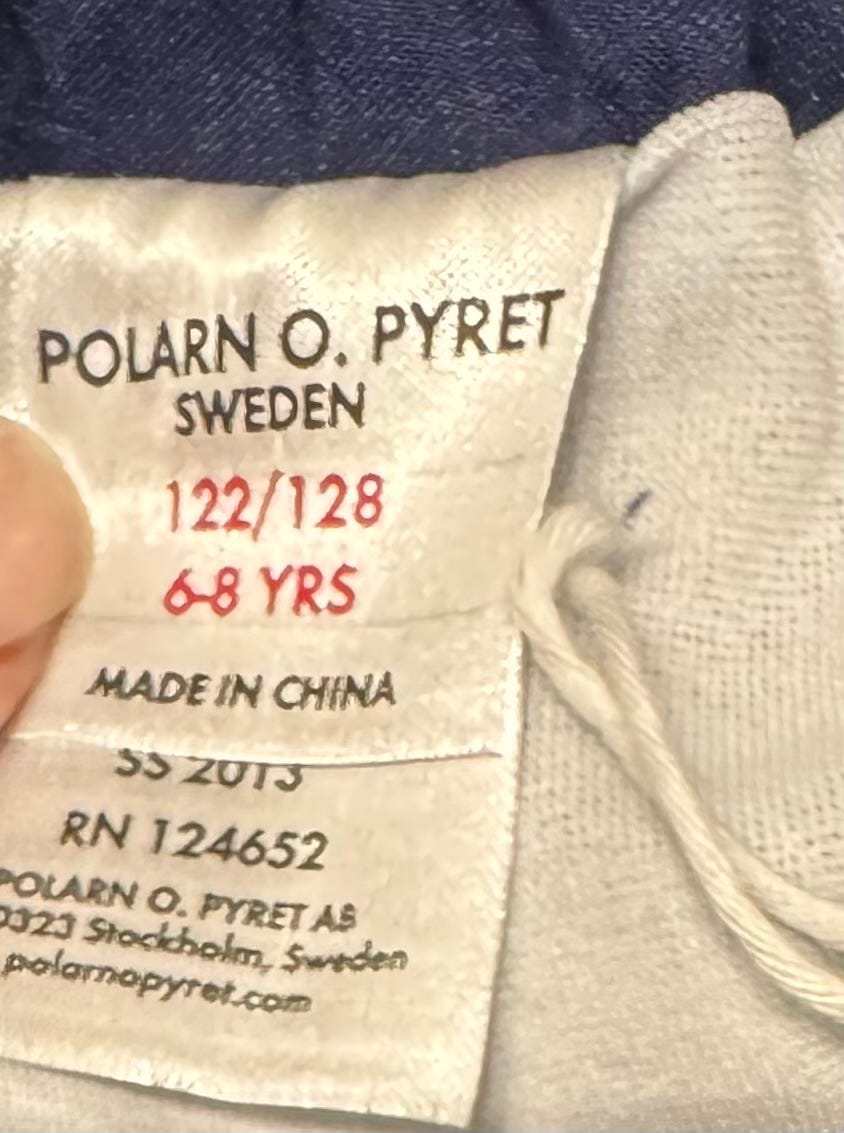 POLARN O. PYRET
SWEDEN
122/128
6-8 YRS
MADE IN CHINA
SS 2013
RN 124652
POLARN O. PYRET AB
0323 Stockholm, Sweden
polarnopyret.com